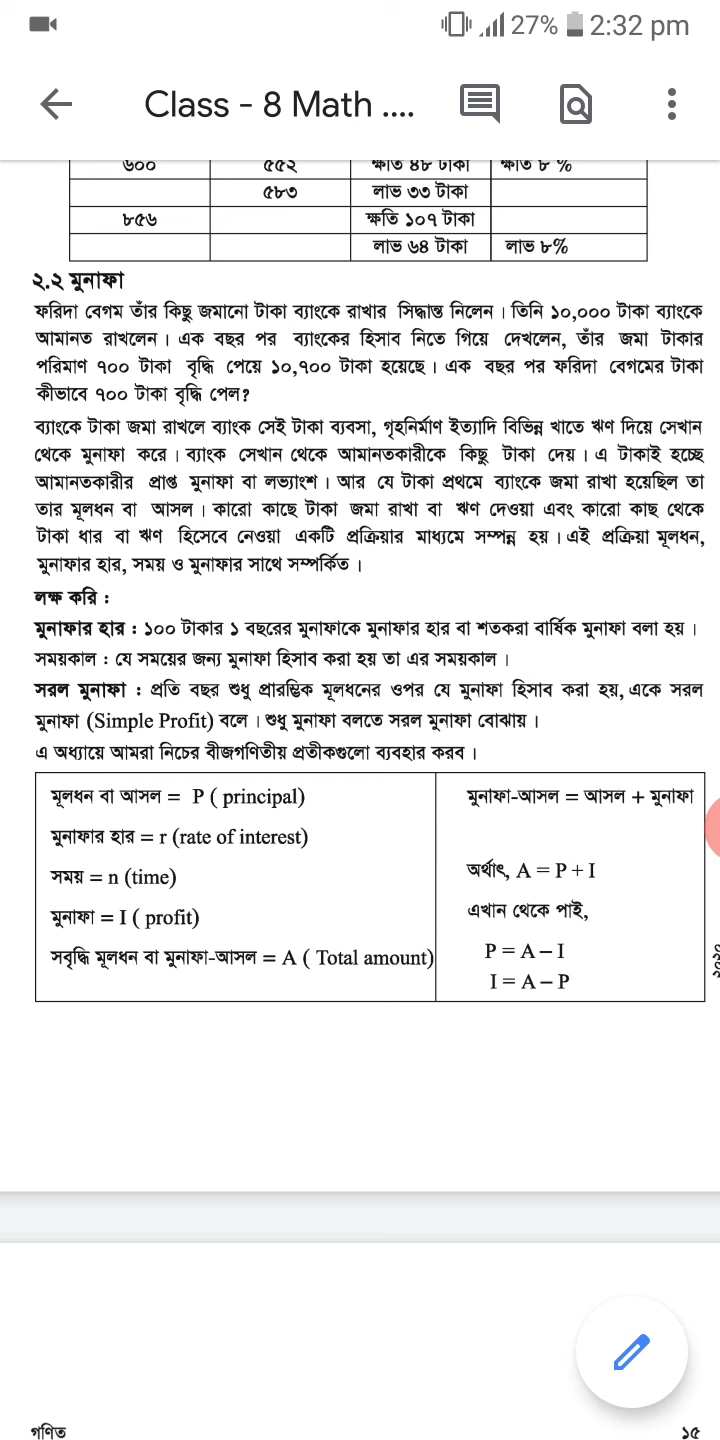 27% 2:32 pm
Class - 8 Math ....
৬০০ ৫৫২ ক্ষতি ৪৮ টাকা ক্ষতি ৮ %
৫৮৩ লাভ ৩৩ টাকা
৮৫৬ ক্ষতি ১০৭ টাকা
লাভ ৬৪ টাকা লাভ ৮%
২.২ মুনাফা
ফরিদা বেগম তাঁর কিছু জমানো টাকা ব্যাংকে রাখার সিদ্ধান্ত নিলেন। তিনি ১০,০০০ টাকা ব্যাংকে
আমানত রাখলেন। এক বছর পর ব্যাংকের হিসাব নিতে গিয়ে দেখলেন, তাঁর জমা টাকার
পরিমাণ ৭০০ টাকা বৃদ্ধি পেয়ে ১০,৭০০ টাকা হয়েছে। এক বছর পর ফরিদা বেগমের টাকা
কীভাবে ৭০০ টাকা বৃদ্ধি পেল?
ব্যাংকে টাকা জমা রাখলে ব্যাংক সেই টাকা ব্যবসা, গৃহনির্মাণ ইত্যাদি বিভিন্ন খাতে ঋণ দিয়ে সেখান
থেকে মুনাফা করে। ব্যাংক সেখান থেকে আমানতকারীকে কিছু টাকা দেয়। এ টাকাই হচ্ছে
আমানতকারীর প্রাপ্ত মুনাফা বা লভ্যাংশ। আর যে টাকা প্রথমে ব্যাংকে জমা রাখা হয়েছিল তা
তার মূলধন বা আসল। কারো কাছে টাকা জমা রাখা বা ঋণ দেওয়া এবং কারো কাছ থেকে
টাকা ধার বা ঋণ হিসেবে নেওয়া একটি প্রক্রিয়ার মাধ্যমে সম্পন্ন হয়। এই প্রক্রিয়া মূলধন,
মুনাফার হার, সময় ও মুনাফার সাথে সম্পর্কিত।
লক্ষ করি :
মুনাফার হার : ১০০ টাকার ১ বছরের মুনাফাকে মুনাফার হার বা শতকরা বার্ষিক মুনাফা বলা হয়।
সময়কাল : যে সময়ের জন্য মুনাফা হিসাব করা হয় তা এর সময়কাল।
সরল মুনাফা : প্রতি বছর শুধু প্রারম্ভিক মূলধনের ওপর যে মুনাফা হিসাব করা হয়, একে সরল
মুনাফা (Simple Profit) বলে। শুধু মুনাফা বলতে সরল মুনাফা বোঝায়।
এ অধ্যায়ে আমরা নিচের বীজগণিতীয় প্রতীকগুলো ব্যবহার করব।
মূলধন বা আসল = P ( principal)
মুনাফার হার = r (rate of interest)
সময় = n (time)
মুনাফা = I ( profit)
সবৃদ্ধি মূলধন বা মুনাফা-আসল = A ( Total amount)
মুনাফা-আসল = আসল + মুনাফা
অর্থাৎ, A = P + I
এখান থেকে পাই,
P = A – I
I = A – P
গণিত ১৫